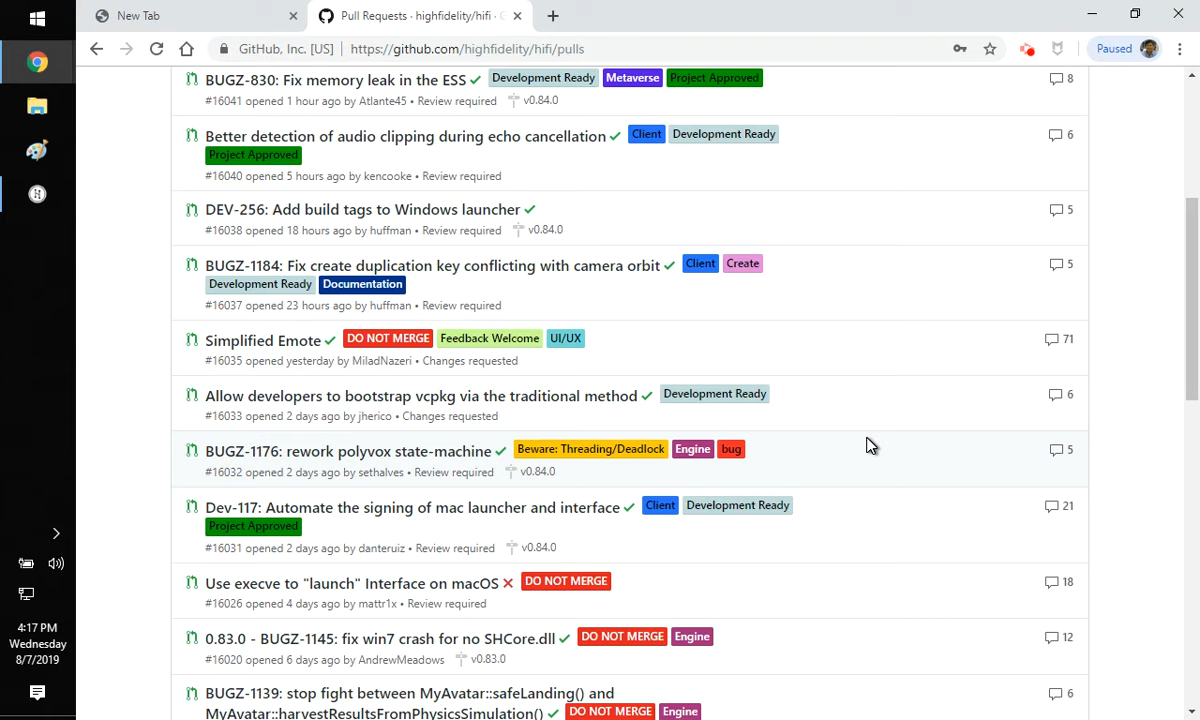 New Tab
Pull Requests · highfidelity/hifi ·
GitHub, Inc. [US] | https://github.com/highfidelity/hifi/pulls
Paused
BUGZ-830: Fix memory leak in the ESS Development Ready Metaverse Project Approved 8
#16041 opened 1 hour ago by Atlante45 • Review required v0.84.0
Better detection of audio clipping during echo cancellation Client Development Ready 6
Project Approved
#16040 opened 5 hours ago by kencooke • Review required
DEV-256: Add build tags to Windows launcher 5
#16038 opened 18 hours ago by huffman • Review required v0.84.0
BUGZ-1184: Fix create duplication key conflicting with camera orbit Client Create 5
Development Ready Documentation
#16037 opened 23 hours ago by huffman • Review required
Simplified Emote DO NOT MERGE Feedback Welcome UI/UX 71
#16035 opened yesterday by MiladNazeri • Changes requested
Allow developers to bootstrap vcpkg via the traditional method Development Ready 6
#16033 opened 2 days ago by jherico • Changes requested
BUGZ-1176: rework polyvox state-machine Beware: Threading/Deadlock Engine bug 5
#16032 opened 2 days ago by sethalves • Review required v0.84.0
Dev-117: Automate the signing of mac launcher and interface Client Development Ready 21
Project Approved
#16031 opened 2 days ago by danteruiz • Review required v0.84.0
Use execve to "launch" Interface on macOS DO NOT MERGE 18
#16026 opened 4 days ago by mattr1x • Review required
0.83.0 - BUGZ-1145: fix win7 crash for no SHCore.dll DO NOT MERGE Engine 12
#16020 opened 6 days ago by AndrewMeadows v0.83.0
BUGZ-1139: stop fight between MyAvatar::safeLanding() and 6
MyAvatar::harvestResultsFromPhysicsSimulation() DO NOT MERGE Engine
4:17 PM
Wednesday
8/7/2019